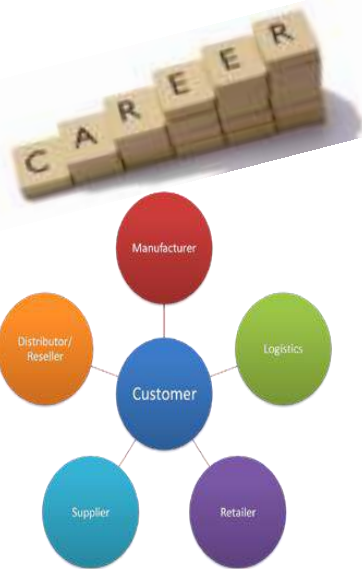 CAREER
Manufacturer
Distributor/
Reseller
Logistics
Customer
Supplier
Retailer